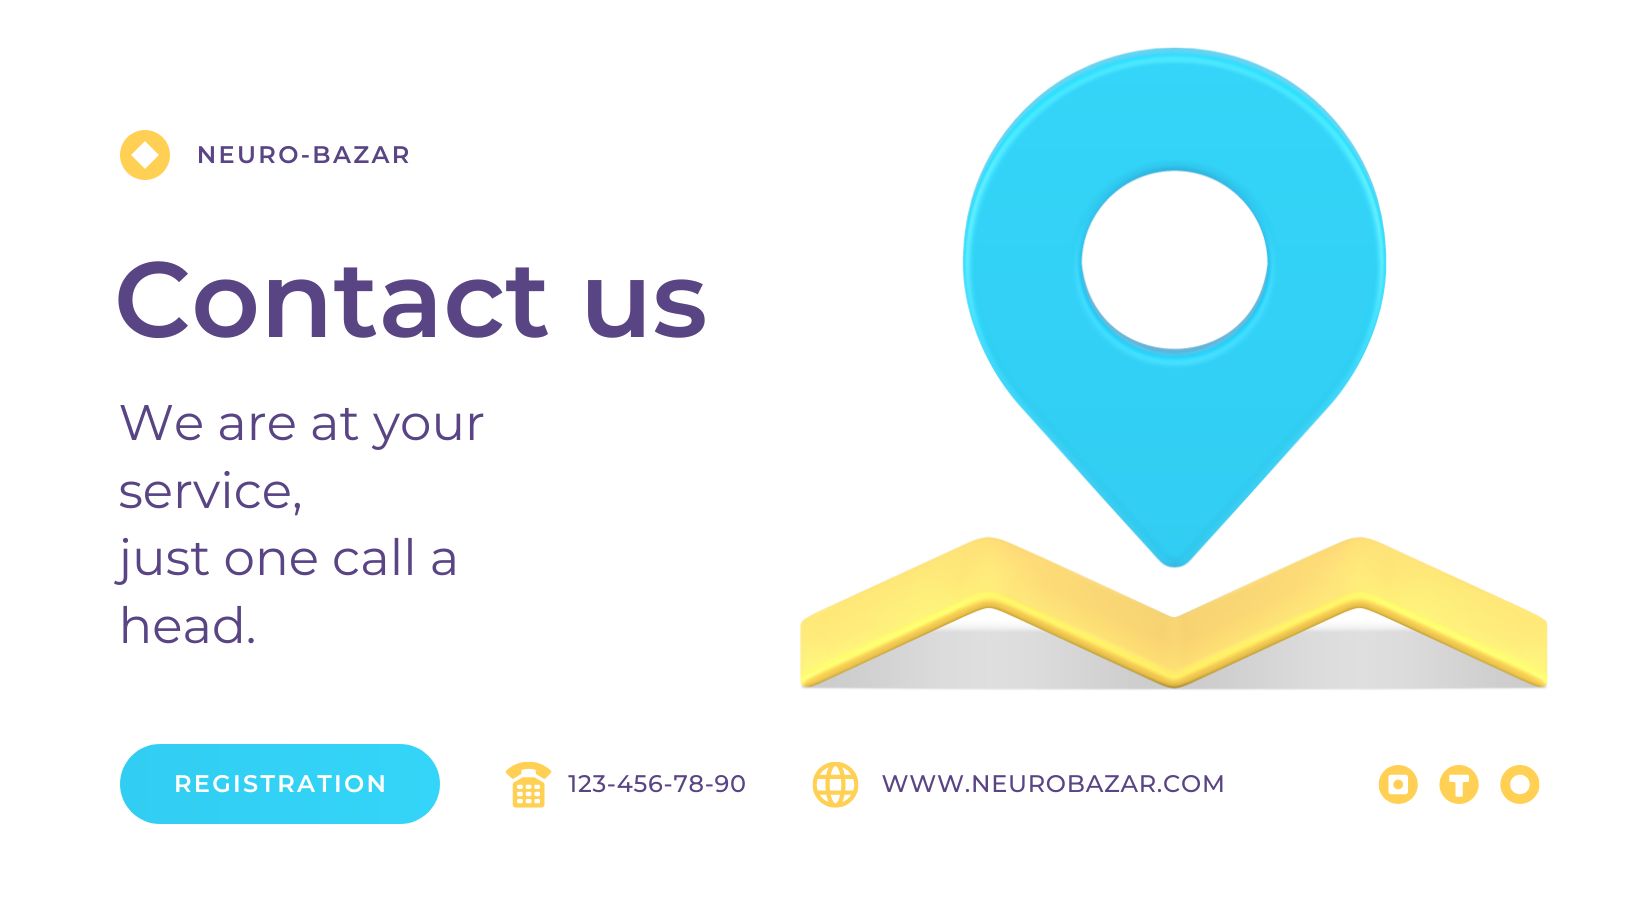 NEURO-BAZAR
Contact us
We are at your
service,
just one call a
head.
REGISTRATION
123-456-78-90
WWW.NEUROBAZAR.COM
T